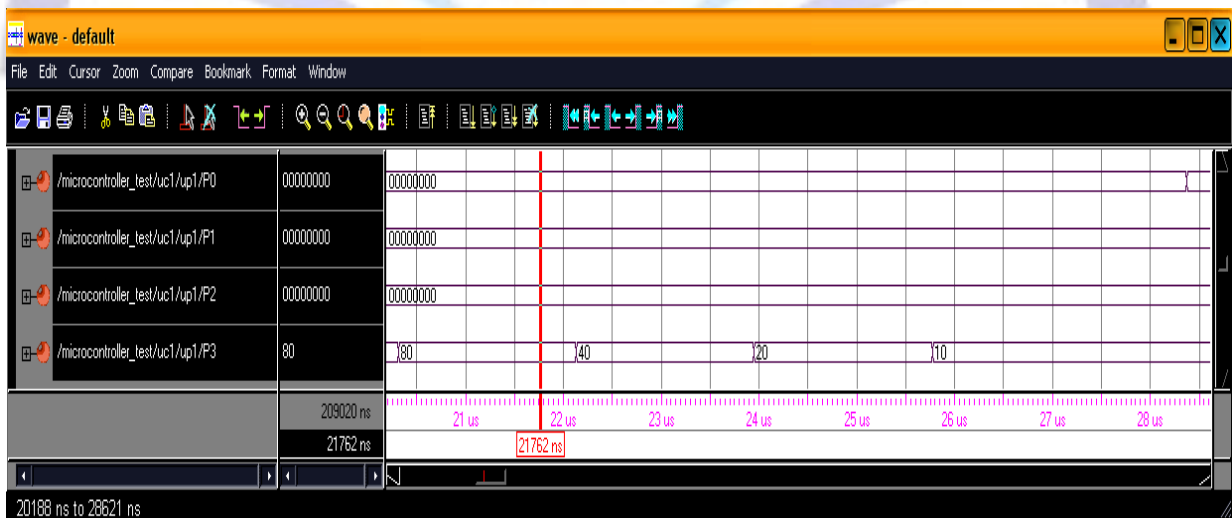 wave - default
File Edit Cursor Zoom Compare Bookmark Format Window
/microcontroller_test/uc1/up1/P0 00000000 00000000
/microcontroller_test/uc1/up1/P1 00000000 00000000
/microcontroller_test/uc1/up1/P2 00000000 00000000
/microcontroller_test/uc1/up1/P3 80 80 40 20 10
209020 ns 21 us 22 us 23 us 24 us 25 us 26 us 27 us 28 us
21762 ns 21762 ns
20188 ns to 28621 ns